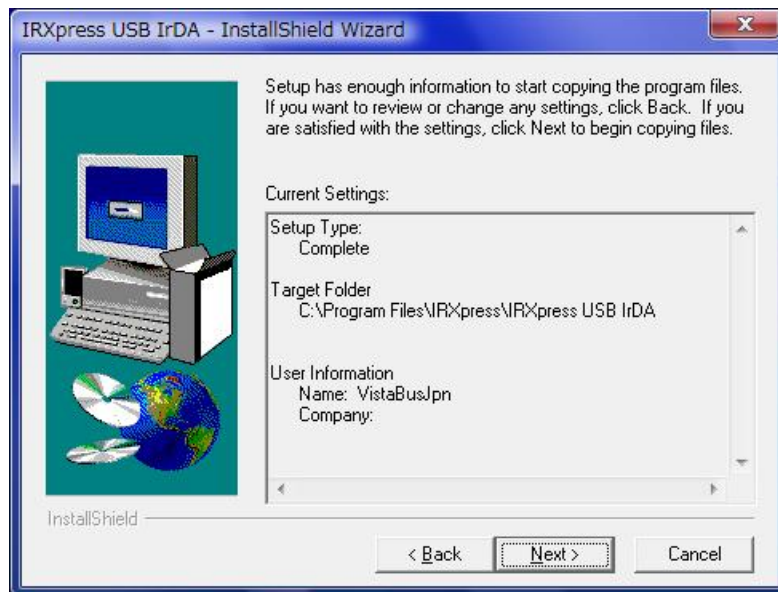 IRXpress USB IrDA - InstallShield Wizard
Setup has enough information to start copying the program files.
If you want to review or change any settings, click Back.  If you
are satisfied with the settings, click Next to begin copying files.
Current Settings:
Setup Type:
Complete
Target Folder
C:\Program Files\IRXpress\IRXpress USB IrDA
User Information
Name:  VistaBusJpn
Company:
InstallShield
< Back
Next >
Cancel